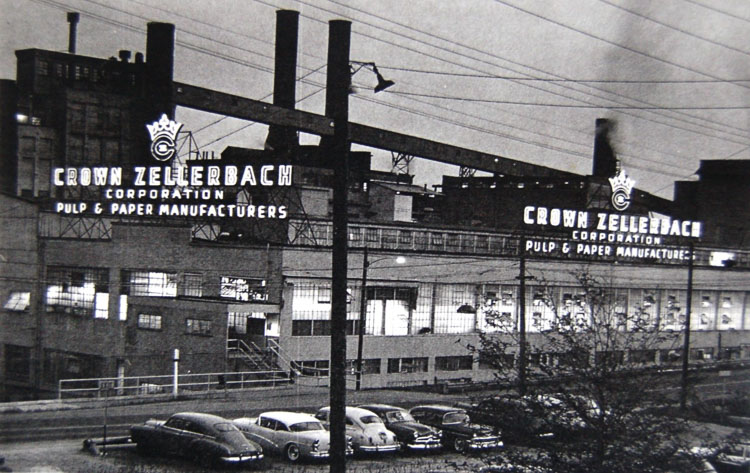 CROWN ZELLERBACH
CORPORATION
PULP & PAPER MANUFACTURERS
CROWN ZELLERBACH
CORPORATION
PULP & PAPER MANUFACTURERS